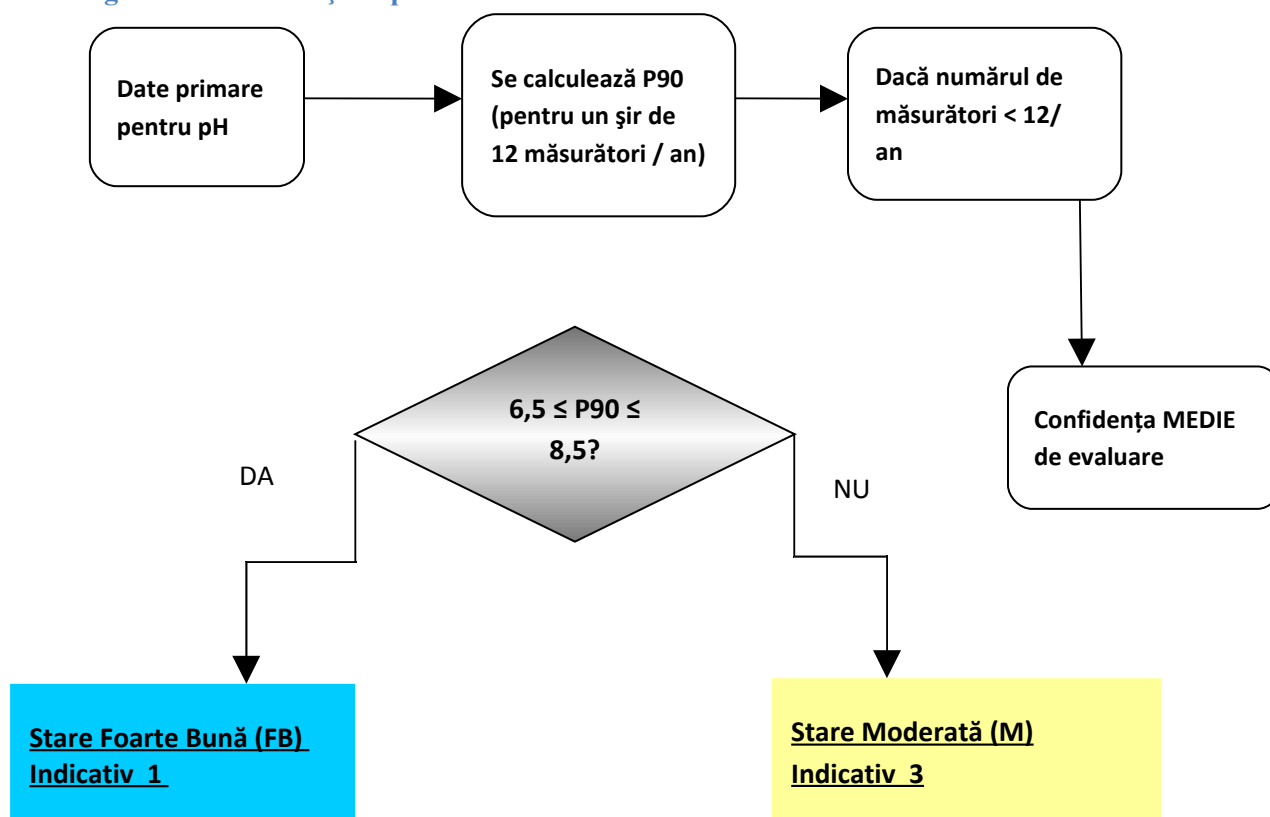 Date primare
pentru pH
Se calculează P90
(pentru un şir de
12 măsurători / an)
Dacă numărul de
măsurători < 12/
an
6,5 ≤ P90 ≤
8,5?
Confidența MEDIE
de evaluare
DA
NU
Stare Foarte Bună (FB)
Indicativ 1
Stare Moderată (M)
Indicativ 3